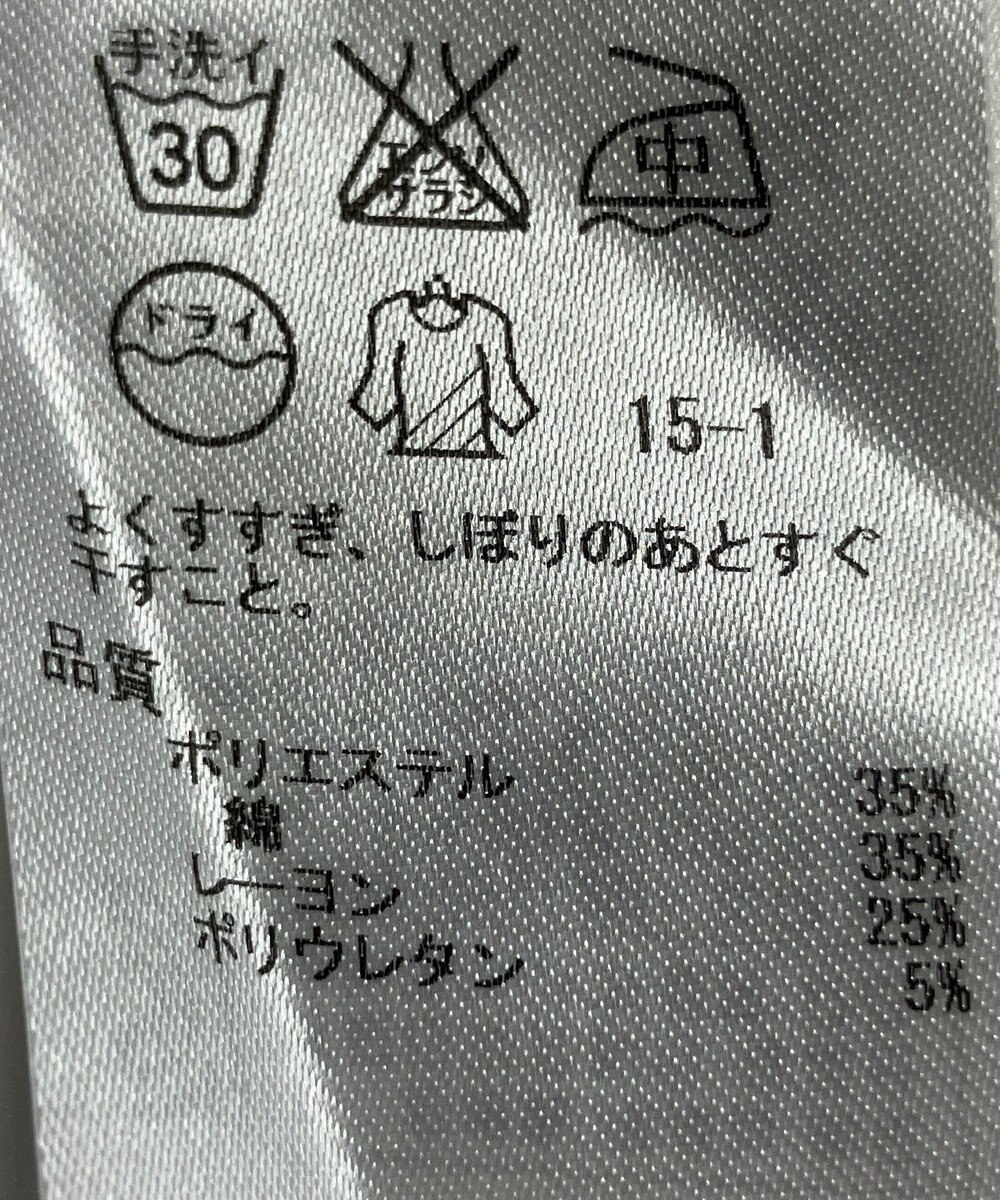 手洗イ
30
エンソ
サラシ
中
ドライ
15-1
よくすすぎ、しぼりのあとすぐ
干すこと。
品質
ポリエステル 35%
綿 35%
レーヨン 25%
ポリウレタン 5%